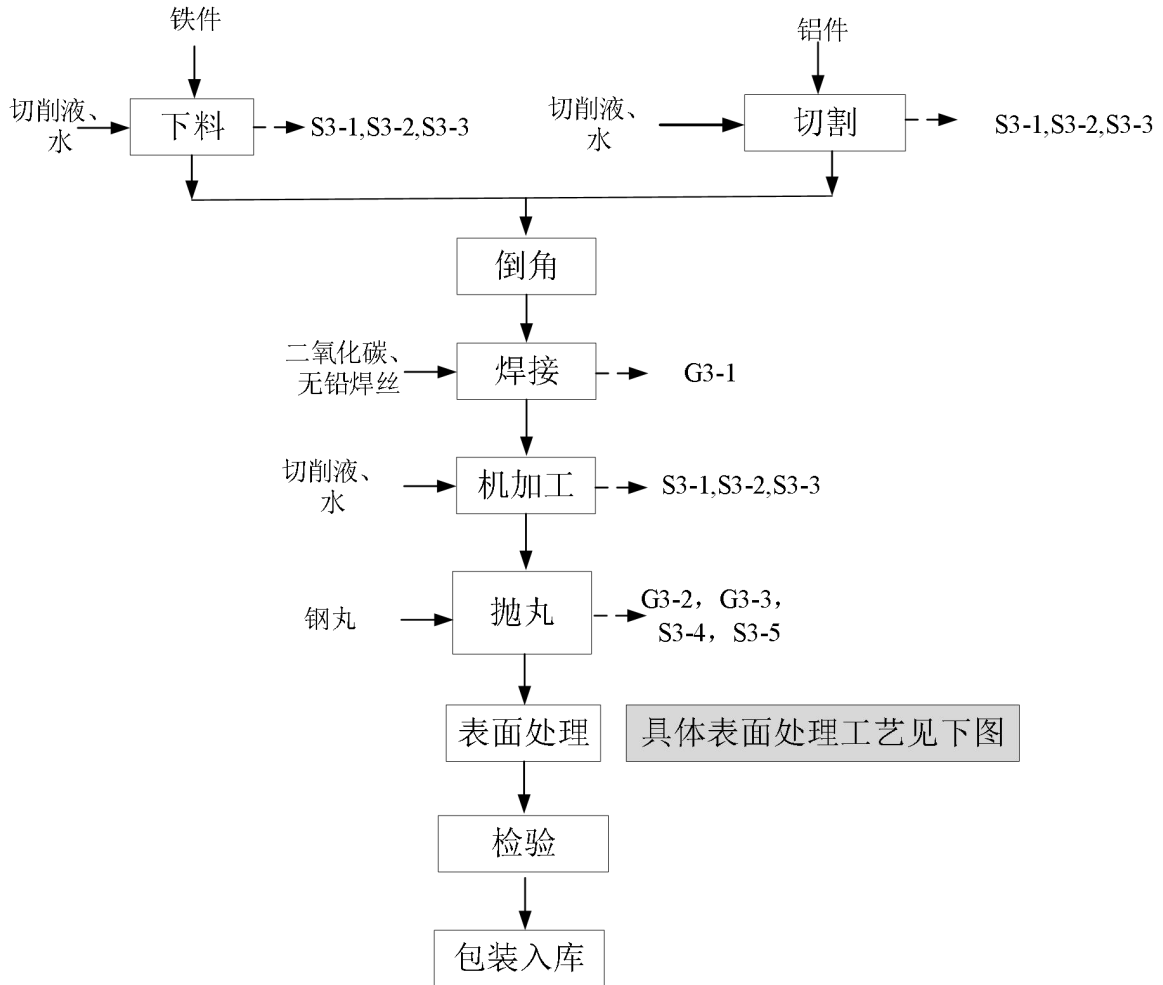 铁件
铝件
切削液、
水
下料
S3-1,S3-2,S3-3
切削液、
水
切割
S3-1,S3-2,S3-3
倒角
二氧化碳、
无铅焊丝
焊接
G3-1
切削液、
水
机加工
S3-1,S3-2,S3-3
钢丸
抛丸
G3-2，G3-3，
S3-4，S3-5
表面处理
具体表面处理工艺见下图
检验
包装入库